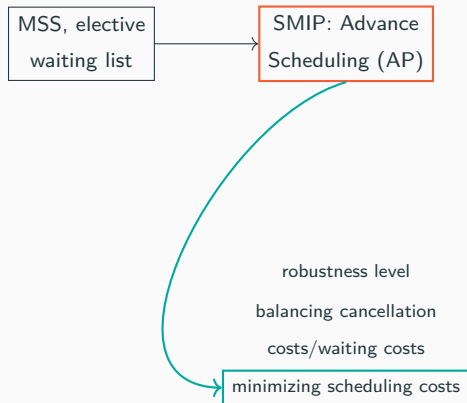 MSS, elective
waiting list
SMIP: Advance
Scheduling (AP)
robustness level
balancing cancellation
costs/waiting costs
minimizing scheduling costs